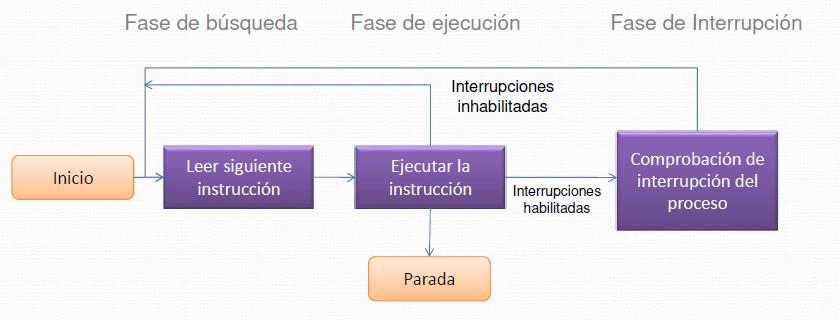 Fase de búsqueda
Fase de ejecución
Fase de Interrupción
Interrupciones
inhabilitadas
Inicio
Leer siguiente
instrucción
Ejecutar la
instrucción
Interrupciones
habilitadas
Comprobación de
interrupción del
proceso
Parada